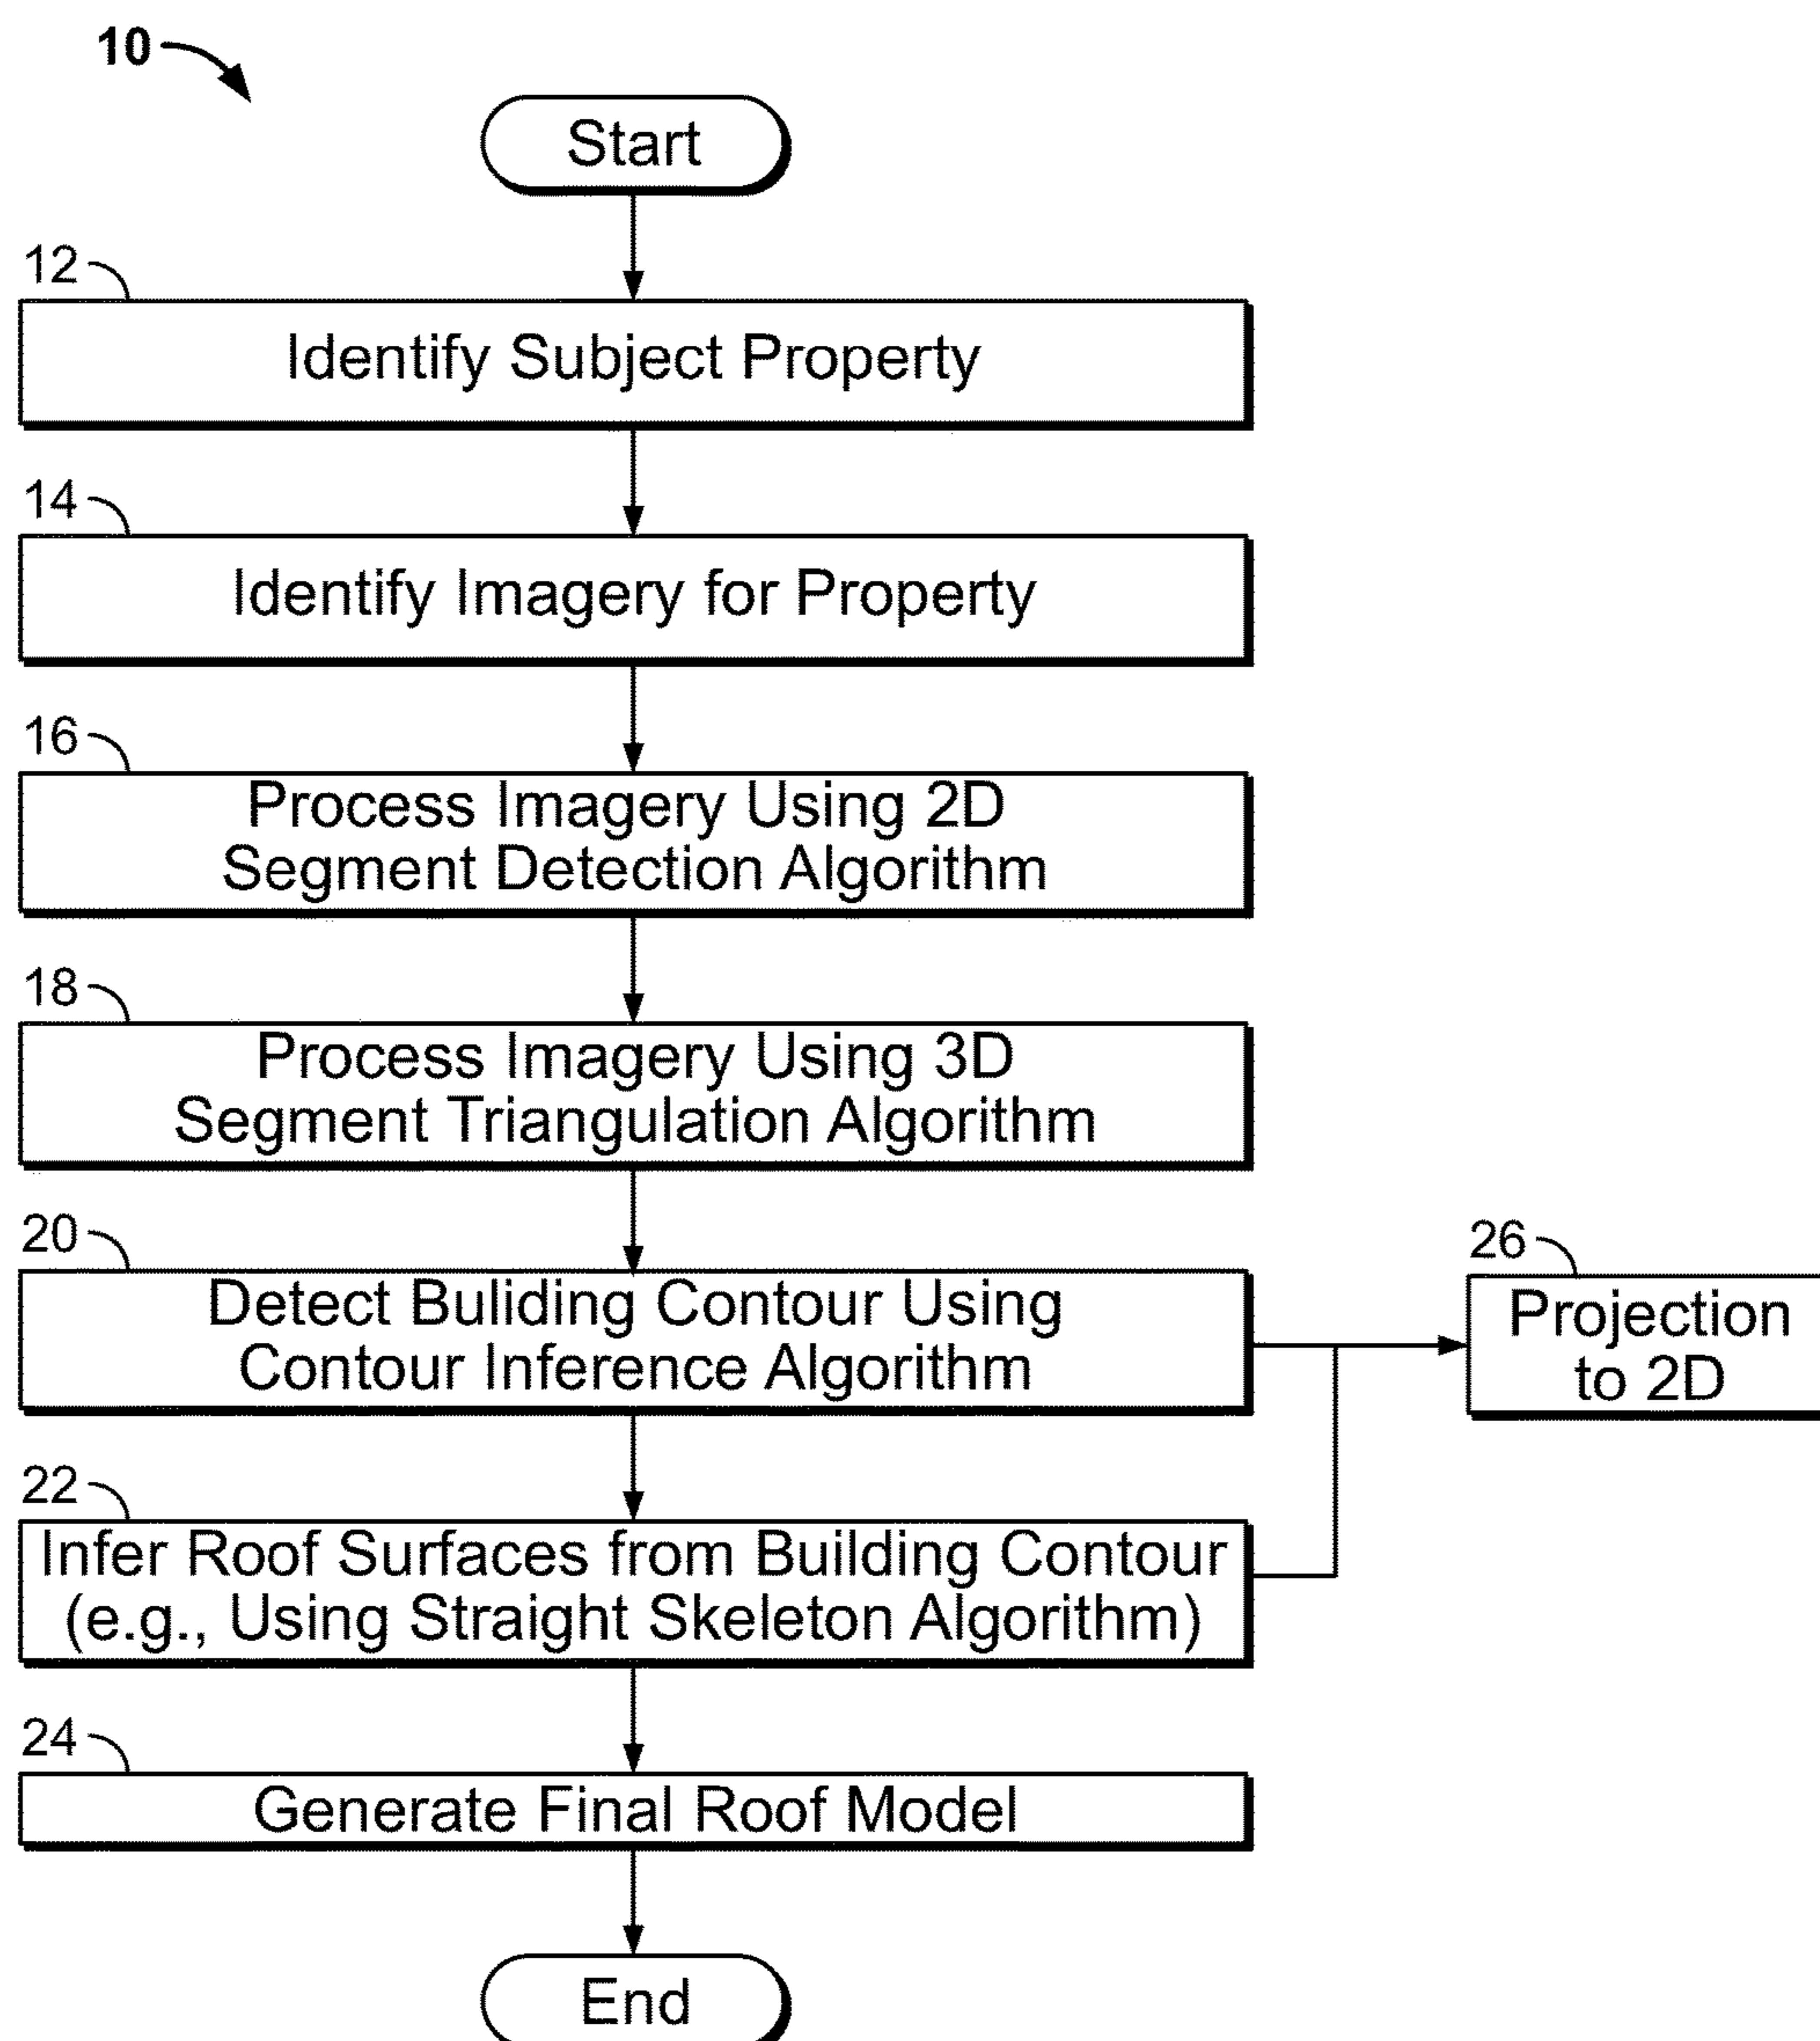 10
Start
12
Identify Subject Property
14
Identify Imagery for Property
16
Process Imagery Using 2D
Segment Detection Algorithm
18
Process Imagery Using 3D
Segment Triangulation Algorithm
20
Detect Buliding Contour Using
Contour Inference Algorithm
26
Projection
to 2D
22
Infer Roof Surfaces from Building Contour
(e.g., Using Straight Skeleton Algorithm)
24
Generate Final Roof Model
End